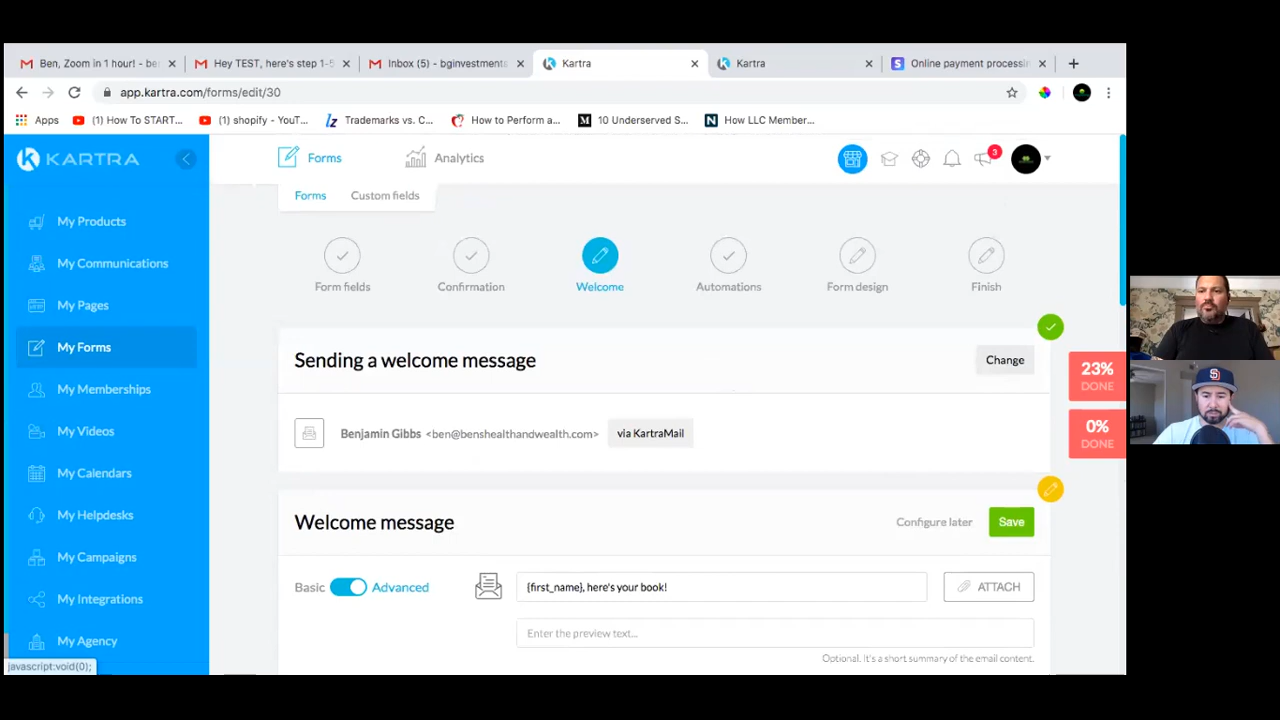 Ben, Zoom in 1 hour! - be
Hey TEST, here's step 1-5
Inbox (5) - bginvestments
Kartra
Kartra
Online payment processin
app.kartra.com/forms/edit/30
Apps
(1) How To START...
(1) shopify - YouT...
Trademarks vs. C...
How to Perform a...
10 Underserved S...
How LLC Member...
KARTRA
Forms
Analytics
3
Forms
Custom fields
My Products
My Communications
My Pages
My Forms
My Memberships
My Videos
My Calendars
My Helpdesks
My Campaigns
My Integrations
My Agency
javascript:void(0);
Form fields
Confirmation
Welcome
Automations
Form design
Finish
Sending a welcome message
Change
Benjamin Gibbs <ben@benshealthandwealth.com>
via KartraMail
23%
DONE
0%
DONE
Welcome message
Configure later
Save
Basic
Advanced
{first_name}, here's your book!
ATTACH
Enter the preview text...
Optional. It's a short summary of the email content.